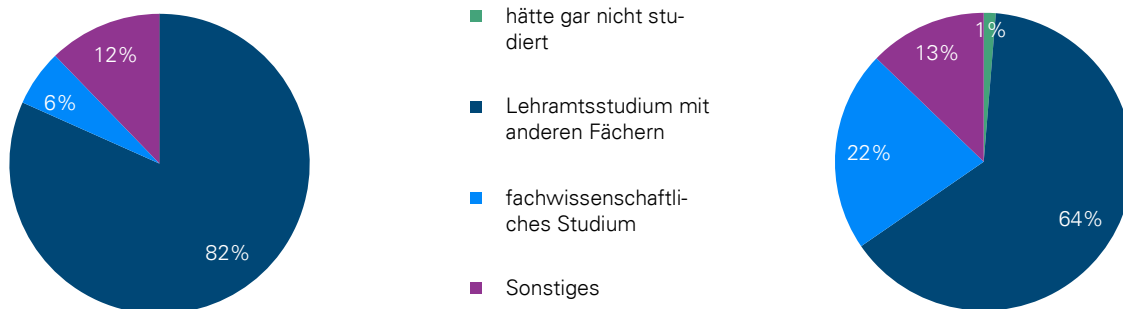 12%
6%
82%
hätte gar nicht stu-
diert
Lehramtsstudium mit
anderen Fächern
fachwissenschaftli-
ches Studium
Sonstiges
1%
13%
22%
64%